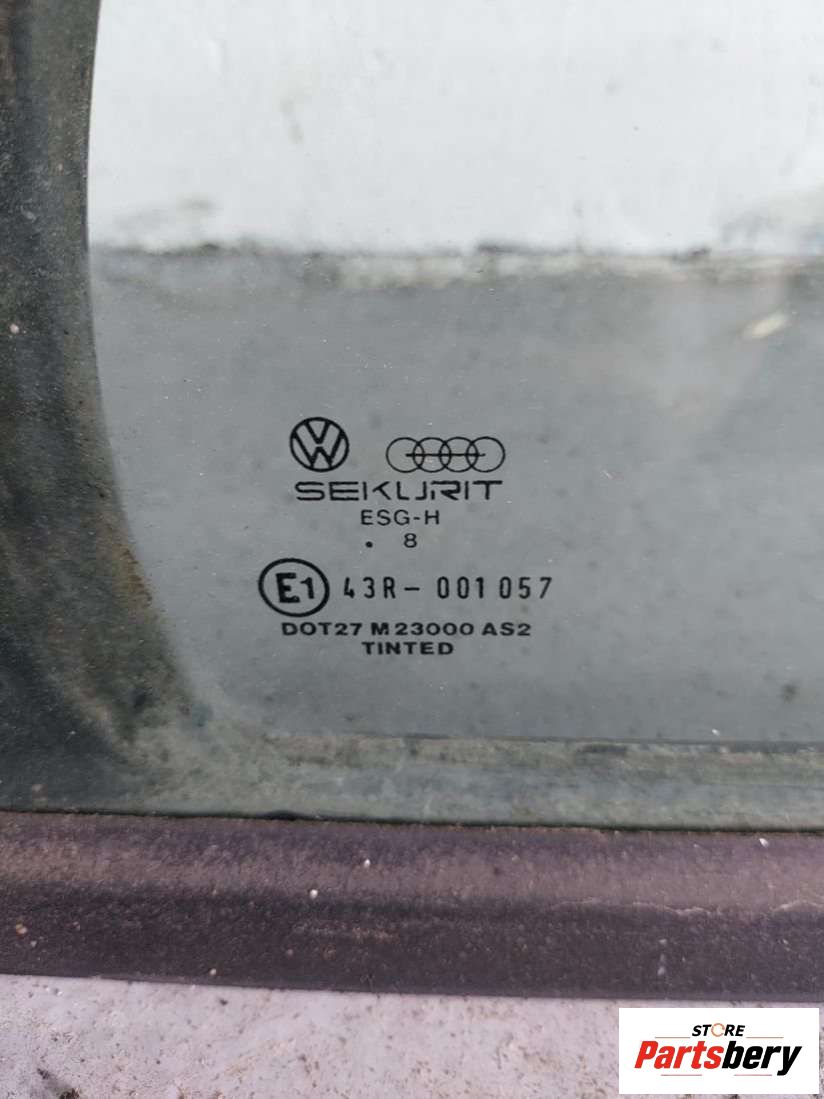 SEKURIT
ESG-H
. 8
E1 43R-001057
DOT27 M23000 AS2
TINTED
STORE
Partsbery